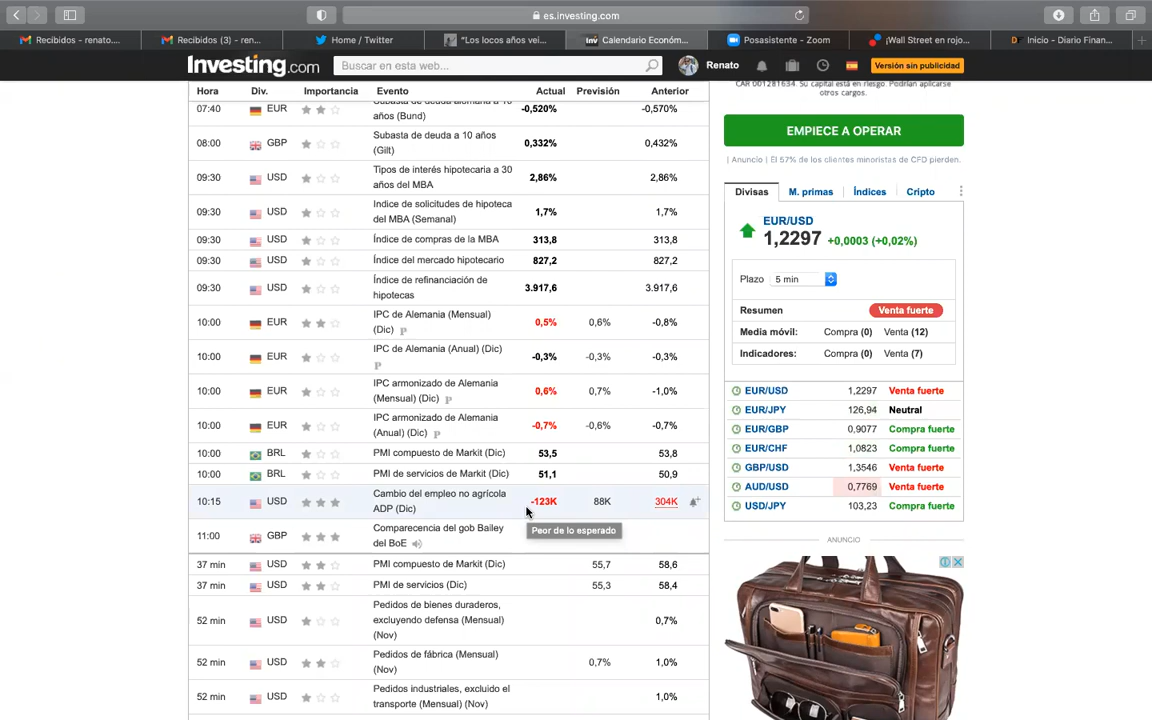 es.investing.com
Recibidos – renato....
Recibidos (3) - ren...
Home / Twitter
"Los locos años vei...
Inv Calendario Económ...
Posasistente - Zoom
¡Wall Street en rojo...
Inicio - Diario Finan...
Investing.com
Buscar en esta web...
Renato
Versión sin publicidad
Hora Div. Importancia Evento Actual Previsión Anterior
07:40 EUR Subasta de deuda alemana a 10 años (Bund) -0,520% -0,570%
08:00 GBP Subasta de deuda a 10 años (Gilt) 0,332% 0,432%
09:30 USD Tipos de interés hipotecaria a 30 años del MBA 2,86% 2,86%
09:30 USD Indice de solicitudes de hipoteca del MBA (Semanal) 1,7% 1,7%
09:30 USD Índice de compras de la MBA 313,8 313,8
09:30 USD Índice del mercado hipotecario 827,2 827,2
09:30 USD Índice de refinanciación de hipotecas 3.917,6 3.917,6
10:00 EUR IPC de Alemania (Mensual) (Dic) P 0,5% 0,6% -0,8%
10:00 EUR IPC de Alemania (Anual) (Dic) P -0,3% -0,3% -0,3%
10:00 EUR IPC armonizado de Alemania (Mensual) (Dic) P 0,6% 0,7% -1,0%
10:00 EUR IPC armonizado de Alemania (Anual) (Dic) P -0,7% -0,6% -0,7%
10:00 BRL PMI compuesto de Markit (Dic) 53,5 53,8
10:00 BRL PMI de servicios de Markit (Dic) 51,1 50,9
10:15 USD Cambio del empleo no agrícola ADP (Dic) -123K 88K 304K
Peor de lo esperado
11:00 GBP Comparecencia del gob Bailey del BoE
37 min USD PMI compuesto de Markit (Dic) 55,7 58,6
37 min USD PMI de servicios (Dic) 55,3 58,4
52 min USD Pedidos de bienes duraderos, excluyendo defensa (Mensual) (Nov) 0,7%
52 min USD Pedidos de fábrica (Mensual) (Nov) 0,7% 1,0%
52 min USD Pedidos industriales, excluido el transporte (Mensual) (Nov) 1,0%
CAR 001281634. Su capital está en riesgo. Podrían aplicarse
otros cargos.
EMPIECE A OPERAR
| Anuncio | El 57% de los clientes minoristas de CFD pierden.
Divisas M. primas Índices Cripto
EUR/USD
1,2297 +0,0003 (+0,02%)
Plazo 5 min
Resumen Venta fuerte
Media móvil: Compra (0) Venta (12)
Indicadores: Compra (0) Venta (7)
EUR/USD 1,2297 Venta fuerte
EUR/JPY 126,94 Neutral
EUR/GBP 0,9077 Compra fuerte
EUR/CHF 1,0823 Compra fuerte
GBP/USD 1,3546 Venta fuerte
AUD/USD 0,7769 Venta fuerte
USD/JPY 103,23 Compra fuerte
ANUNCIO